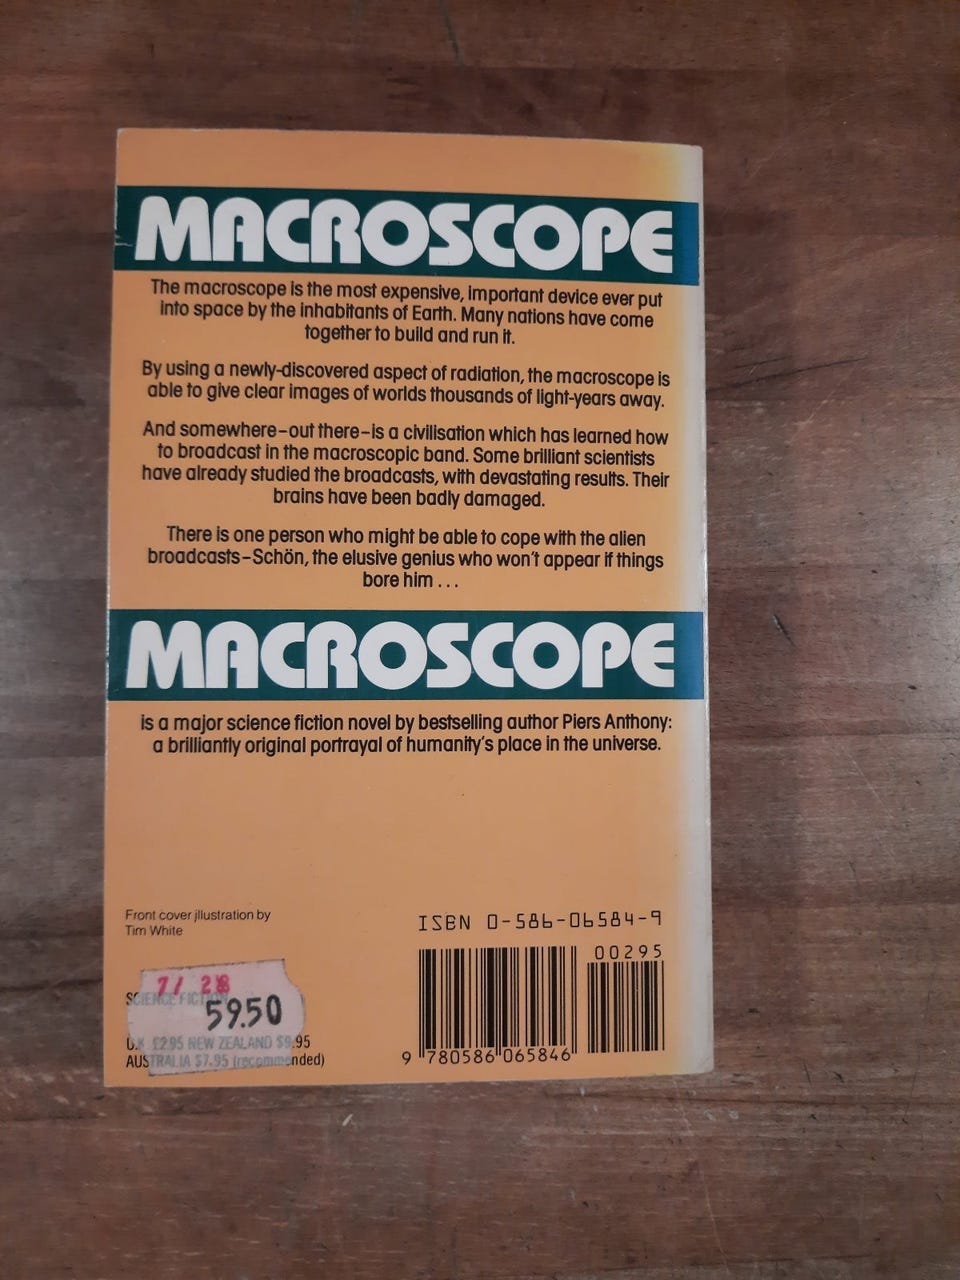 MACROSCOPE
The macroscope is the most expensive, important device ever put
into space by the inhabitants of Earth. Many nations have come
together to build and run it.
By using a newly-discovered aspect of radiation, the macroscope is
able to give clear images of worlds thousands of light-years away.
And somewhere–out there–is a civilisation which has learned how
to broadcast in the macroscopic band. Some brilliant scientists
have already studied the broadcasts, with devastating results. Their
brains have been badly damaged.
There is one person who might be able to cope with the alien
broadcasts–Schön, the elusive genius who won't appear if things
bore him . . .
MACROSCOPE
is a major science fiction novel by bestselling author Piers Anthony:
a brilliantly original portrayal of humanity's place in the universe.
Front cover illustration by
Tim White
7/ 28
SCIENCE FICTION
59.50
U.K. £2.95 NEW ZEALAND $9.95
AUSTRALIA $7.95 (recommended)
ISBN 0-586-06584-9
00295
9 780586 065846